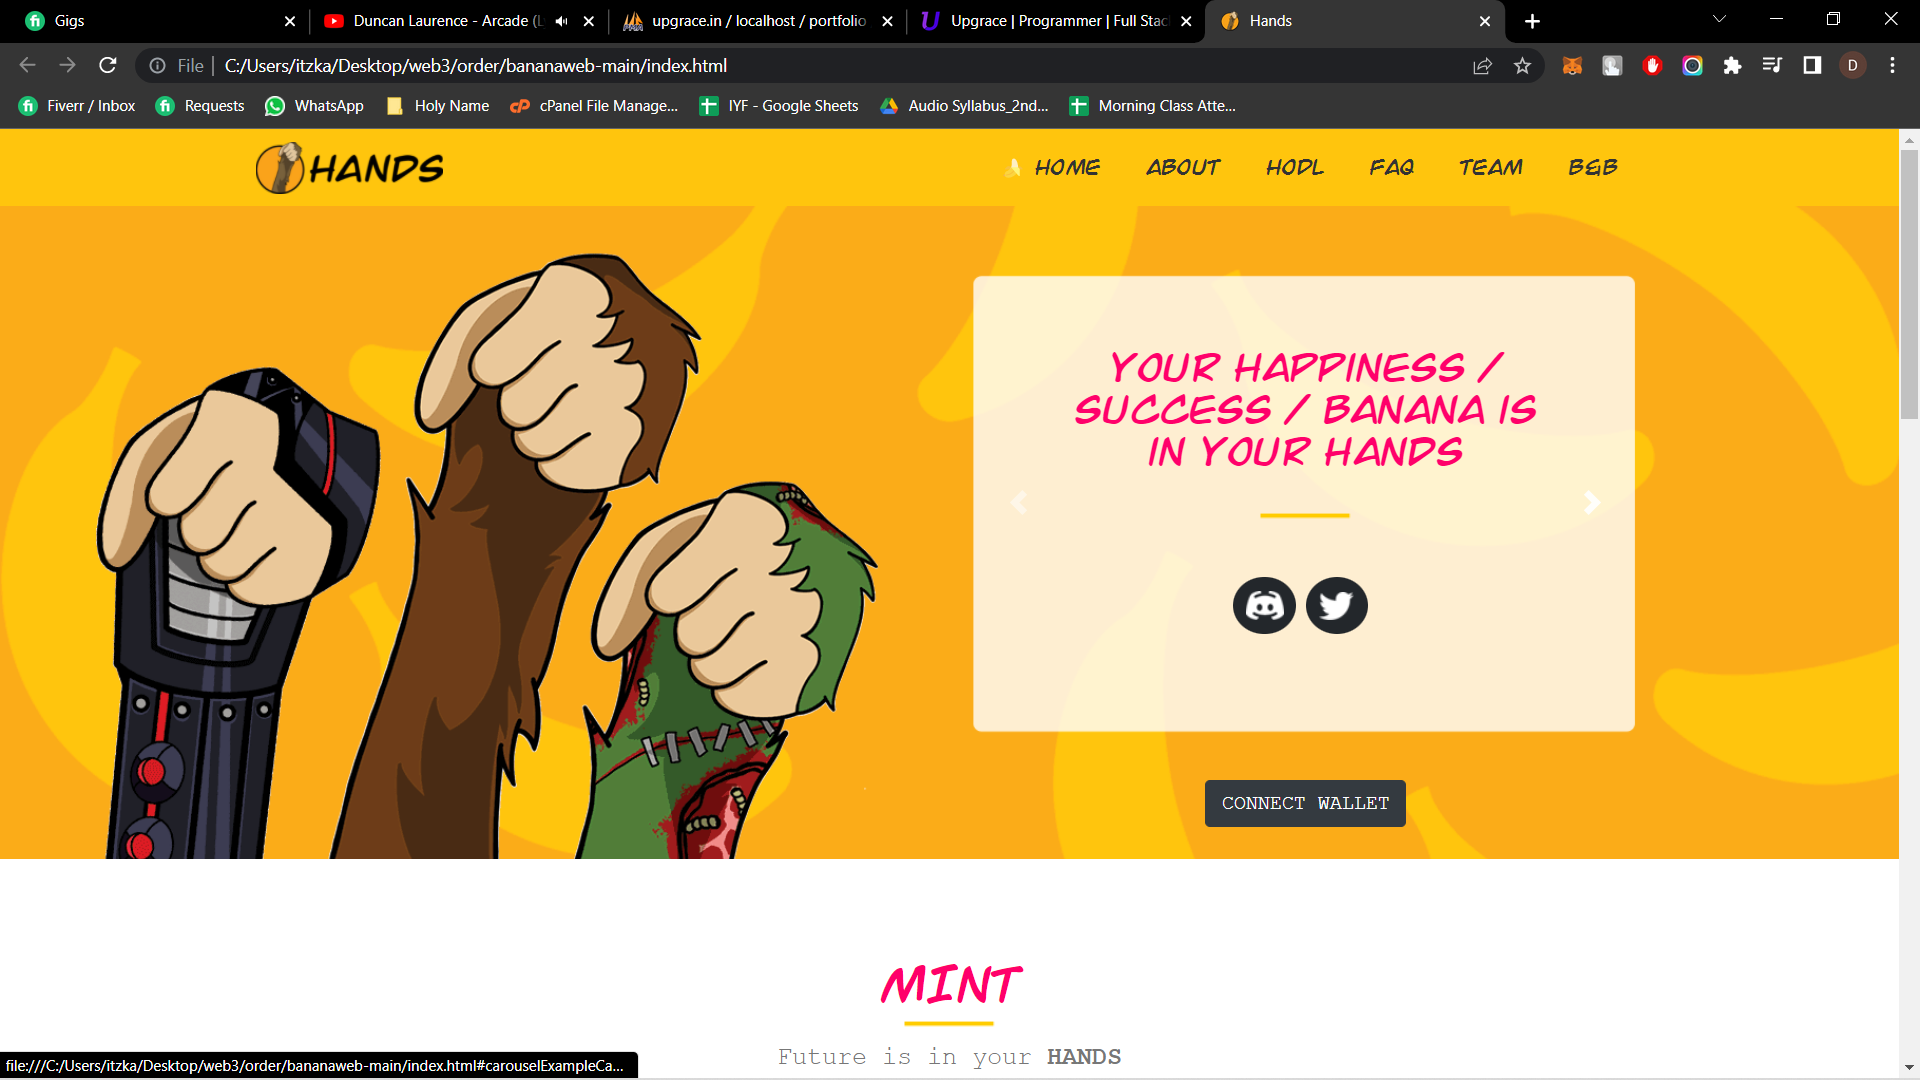 Gigs
Duncan Laurence - Arcade (L
upgrace.in / localhost / portfolio
Upgrace | Programmer | Full Stac
Hands
File
C:/Users/itzka/Desktop/web3/order/bananaweb-main/index.html
D
Fiverr / Inbox
Requests
WhatsApp
Holy Name
cPanel File Manage...
IYF - Google Sheets
Audio Syllabus_2nd...
Morning Class Atte...
HANDS
HOME
ABOUT
HODL
FAQ
TEAM
B&B
YOUR HAPPINESS /
SUCCESS / BANANA IS
IN YOUR HANDS
CONNECT WALLET
MINT
Future is in your HANDS
file:///C:/Users/itzka/Desktop/web3/order/bananaweb-main/index.html#carouselExampleCa...